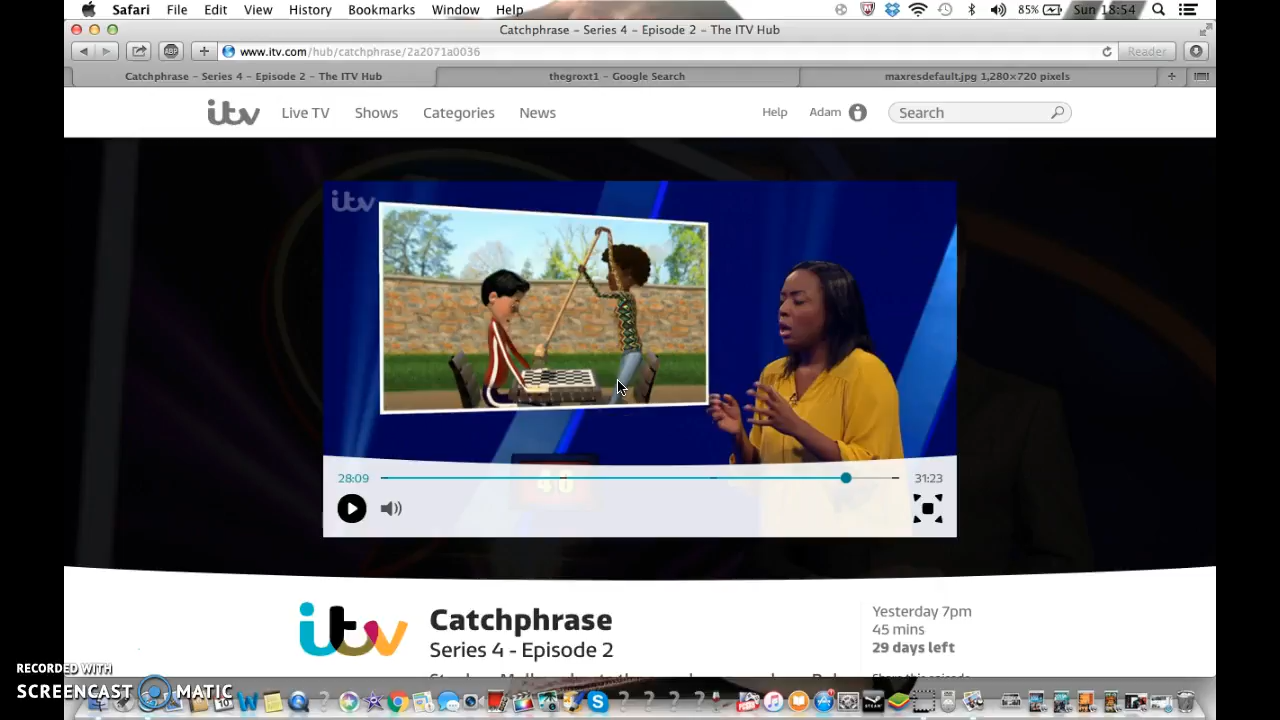 Safari File Edit View History Bookmarks Window Help 85% Sun 18:54
Catchphrase – Series 4 – Episode 2 – The ITV Hub
ABP + www.itv.com/hub/catchphrase/2a2071a0036 Reader
Catchphrase – Series 4 – Episode 2 – The ITV Hub thegroxt1 – Google Search maxresdefault.jpg 1,280×720 pixels +
itv Live TV Shows Categories News Help Adam Search
itv
28:09 31:23
40
itv Catchphrase Yesterday 7pm
Series 4 - Episode 2 45 mins
29 days left
RECORDED WITH
SCREENCAST MATIC